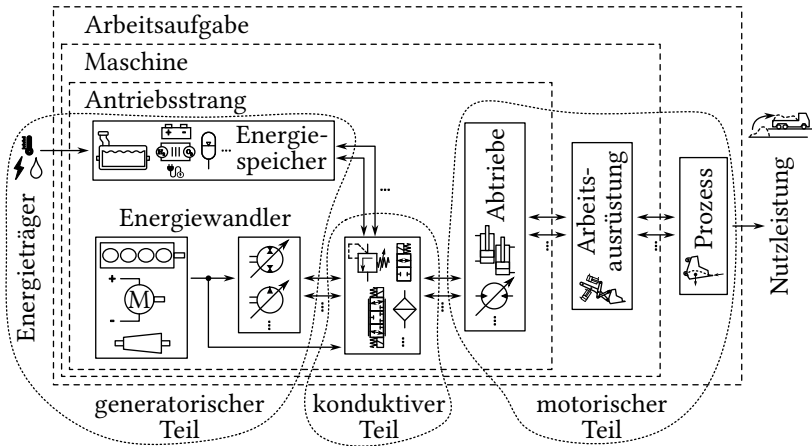 Arbeitsaufgabe
Maschine
Antriebsstrang
Energie-
speicher
+ -
...
...
Energieträger
Energiewandler
+
M
-
...
...
...
...
...
...
Abtriebe
...
...
Arbeits-
ausrüstung
...
Prozess
Nutzleistung
generatorischer
Teil
konduktiver
Teil
motorischer
Teil